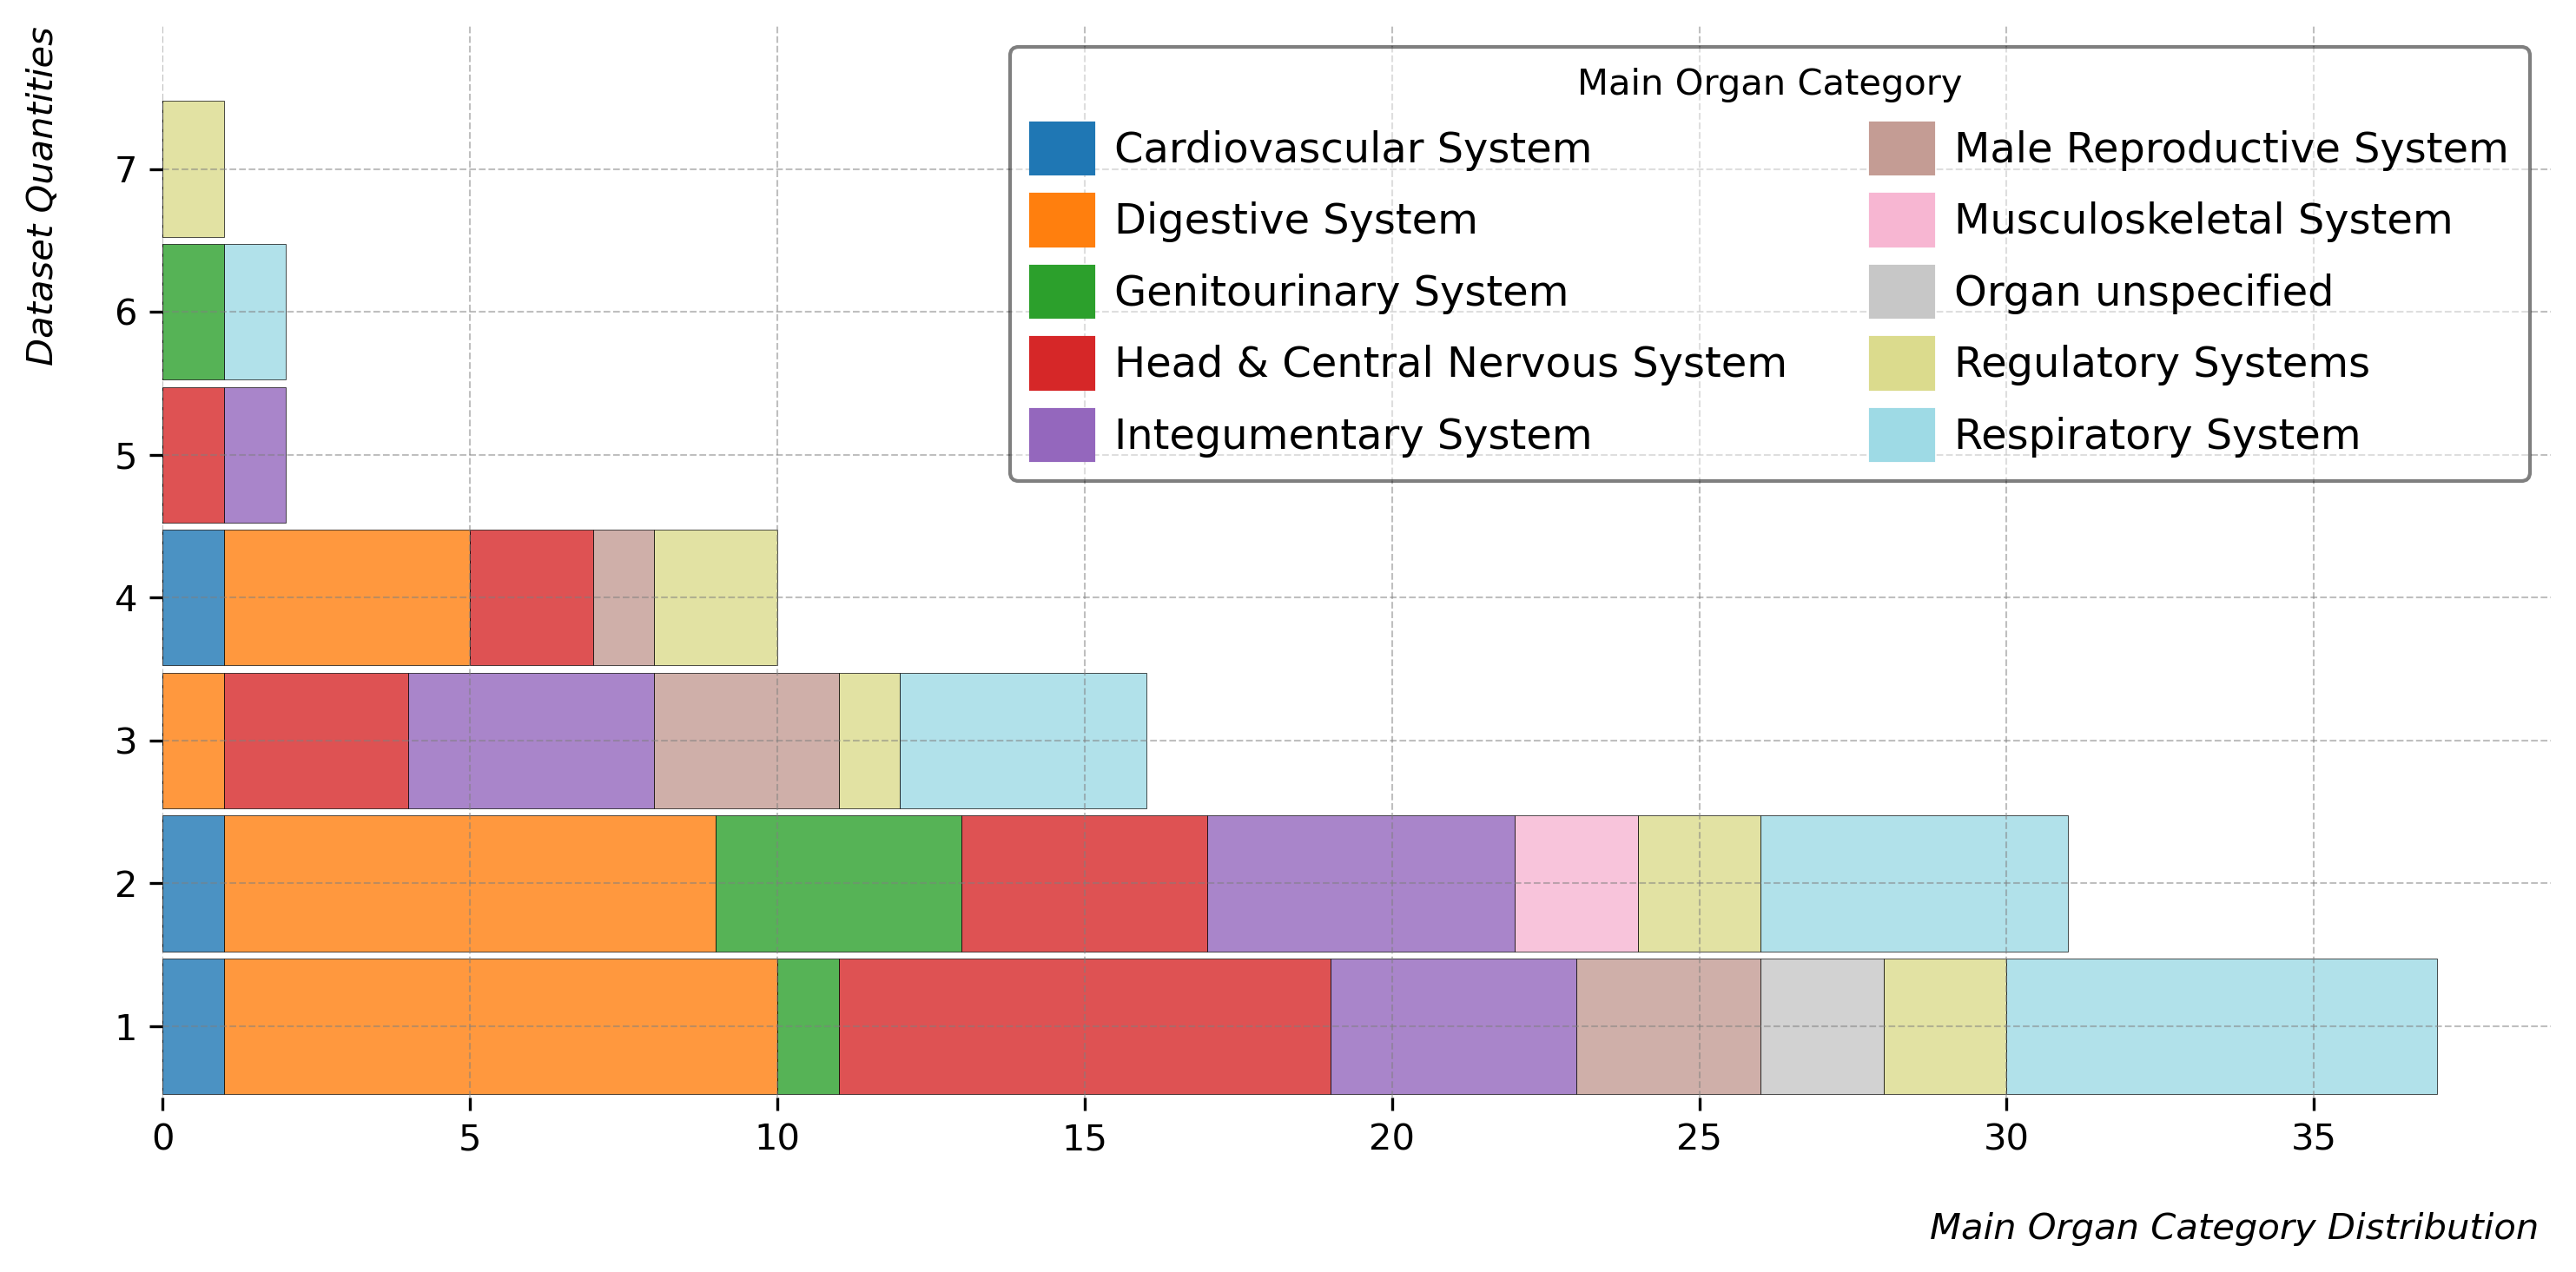 Dataset Quantities
Main Organ Category
Cardiovascular System
Digestive System
Genitourinary System
Head & Central Nervous System
Integumentary System
Male Reproductive System
Musculoskeletal System
Organ unspecified
Regulatory Systems
Respiratory System
7
6
5
4
3
2
1
0 5 10 15 20 25 30 35
Main Organ Category Distribution